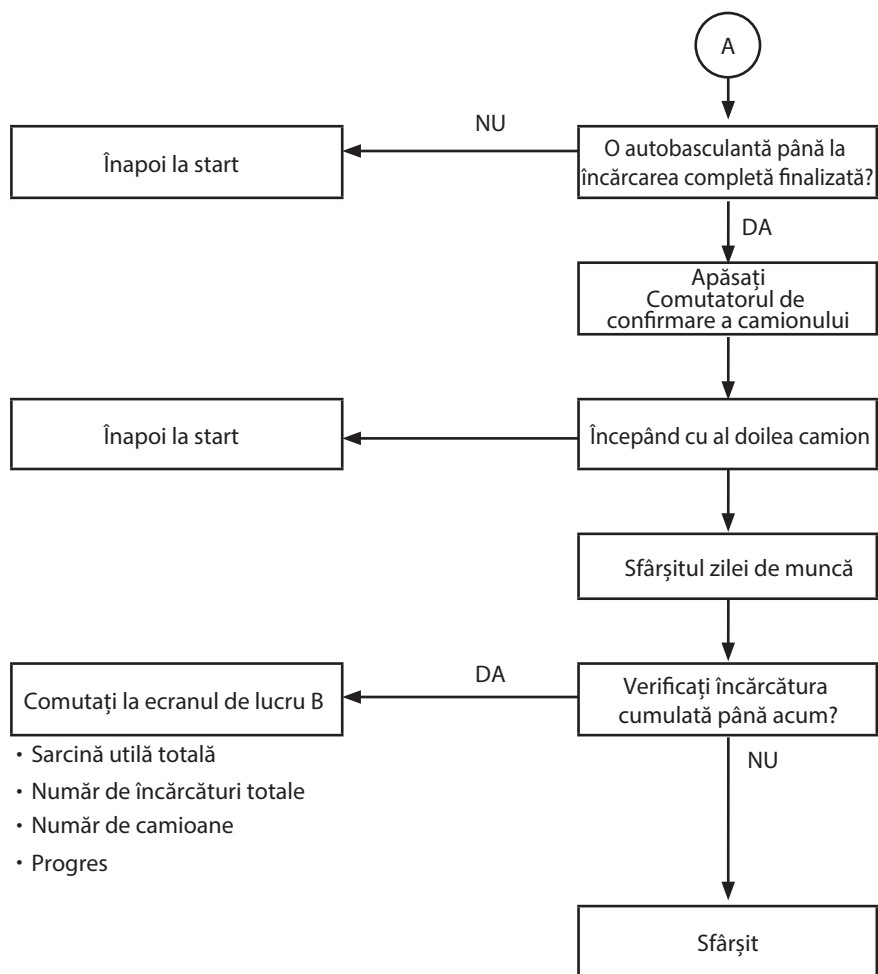 A
NU
Înapoi la start
O autobasculantă până la
încărcarea completă finalizată?
DA
Apăsați
Comutatorul de
confirmare a camionului
Înapoi la start
Începând cu al doilea camion
Sfârșitul zilei de muncă
DA
Comutați la ecranul de lucru B
Verificați încărcătura
cumulată până acum?
・Sarcină utilă totală
・Număr de încărcături totale
・Număr de camioane
・Progres
NU
Sfârșit